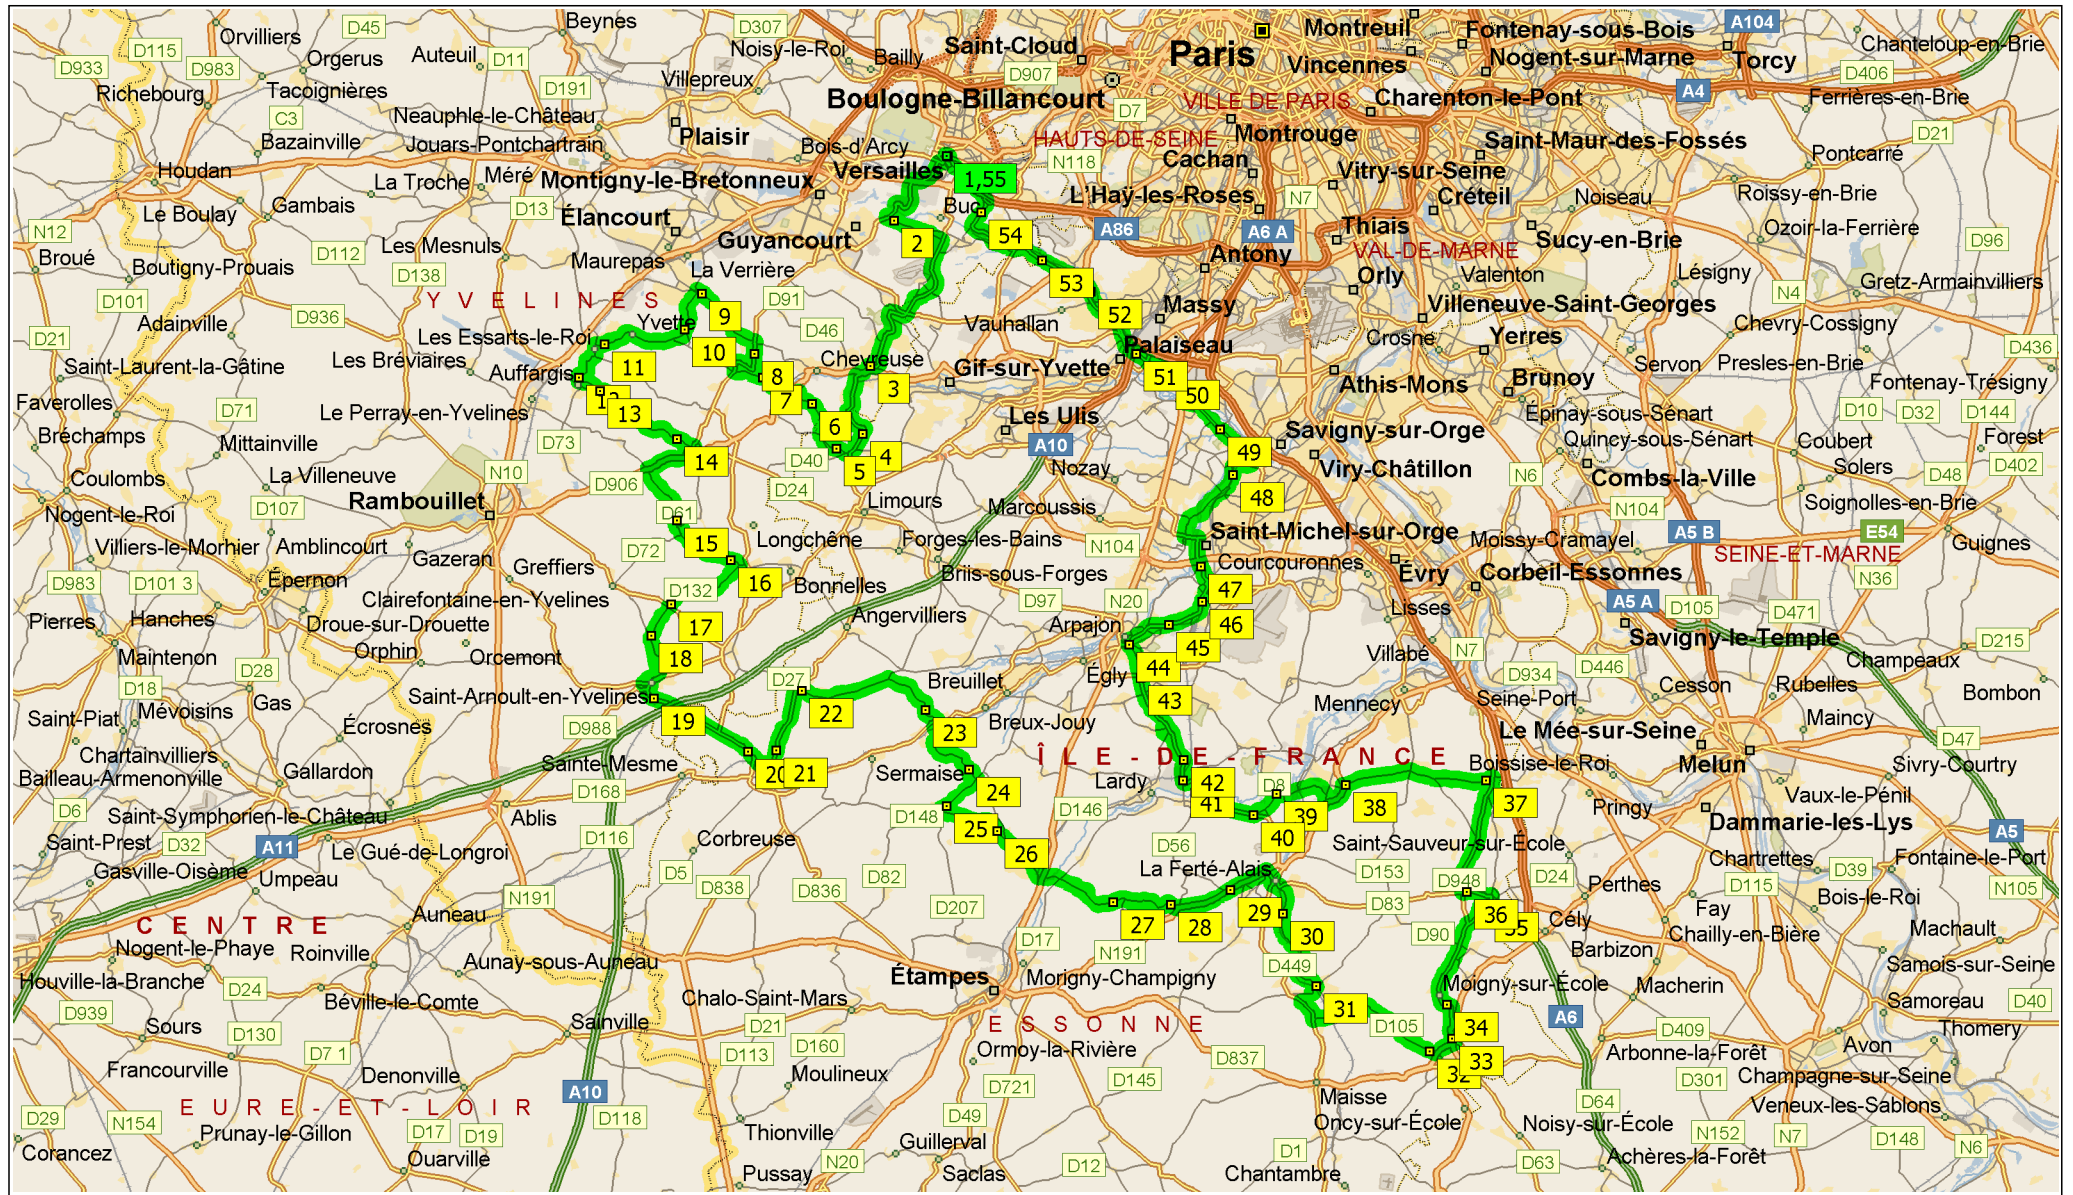 D45
Beynes
D307
Montreuil
Fontenay-sous-Bois
A104
Orvilliers
D115
Orgerus
Auteuil
D11
Noisy-le-Roi
Bailly
Saint-Cloud
Paris
Vincennes
Nogent-sur-Marne
Torcy
Chanteloup-en-Brie
D933
D983
Tacoignières
D191
Villepreux
D907
D406
Richebourg
Boulogne-Billancourt
VILLE DE PARIS
Charenton-le-Pont
A4
Ferrières-en-Brie
C3
Neauphle-le-Château
D7
Bazainville
Jouars-Pontchartrain
Plaisir
Bois-d'Arcy
HAUTS-DE-SEINE
Montrouge
Saint-Maur-des-Fossés
D21
Houdan
La Troche
Méré
Montigny-le-Bretonneux
Versailles
1,55
N118
Cachan
Vitry-sur-Seine
Pontcarré
Le Boulay
Gambais
D13
Élancourt
Buc
L'Haÿ-les-Roses
N7
Créteil
Noiseau
Roissy-en-Brie
N12
Les Mesnuls
Guyancourt
2
54
A86
A6 A
Thiais
Sucy-en-Brie
Ozoir-la-Ferrière
D96
Broué
D112
Maurepas
La Verrière
Antony
VAL-DE-MARNE
Boutigny-Prouais
D138
53
Orly
Valenton
Lésigny
Gretz-Armainvilliers
D101
YVELINES
D91
Massy
Villeneuve-Saint-Georges
N4
D936
Adainville
9
Yvette
D46
Vauhallan
52
Chevry-Cossigny
D21
Les Essarts-le-Roi
10
Palaiseau
Crosne
Yerres
D436
Saint-Laurent-la-Gâtine
Les Bréviaires
11
Chevreuse
Gif-sur-Yvette
Servon
Presles-en-Brie
Auffargis
8
3
51
Athis-Mons
Brunoy
Fontenay-Trésigny
Faverolles
D71
Le Perray-en-Yvelines
13
7
Les Ulis
50
Épinay-sous-Sénart
D10
D32
D144
Bréchamps
Mittainville
D73
6
A10
Savigny-sur-Orge
Quincy-sous-Sénart
Coubert
Forest
14
D40
5
4
Nozay
49
Viry-Châtillon
N6
Combs-la-Ville
Solers
D48
D402
Coulombs
La Villeneuve
N10
D906
D24
Limours
48
Soignolles-en-Brie
Nogent-le-Roi
Rambouillet
D107
D61
Marcoussis
N104
Saint-Michel-sur-Orge
Villiers-le-Morhier
Amblincourt
Gazeran
D72
15
Longchêne
Forges-les-Bains
N104
Moissy-Cramayel
A5 B
E54
Guignes
SEINE-ET-MARNE
D983
D101 3
Épernon
Greffiers
16
Bonnelles
Briis-sous-Forges
Courcouronnes
Évry
Corbeil-Essonnes
N36
Hanches
Clairefontaine-en-Yvelines
D132
D97
N20
47
Lisses
A5 A
D105
D471
Pierres
Droue-sur-Drouette
17
Angervilliers
Arpajon
46
Savigny-le-Temple
D215
Maintenon
Orphin
Orcemont
18
45
Villabé
N7
D446
Champeaux
D28
Égly
44
D934
D18
Gas
Saint-Arnoult-en-Yvelines
D27
Breuillet
43
Mennecy
Seine-Port
Cesson
Rubelles
Bombon
Saint-Piat
Mévoisins
Écrosnes
D988
19
22
23
Breux-Jouy
Le Mée-sur-Seine
Maincy
D47
Chartainvilliers
ÎLE-DE-FRANCE
Boissise-le-Roi
Melun
Sivry-Courtry
Bailleau-Armenonville
Gallardon
Sainte-Mesme
20
21
Sermaise
Lardy
42
D8
D6
D168
24
41
39
38
37
Pringy
Vaux-le-Pénil
Saint-Symphorien-le-Château
Ablis
D148
D146
Dammarie-les-Lys
Saint-Prest
D32
A11
Le Gué-de-Longroi
D116
Corbreuse
25
26
D56
40
Saint-Sauveur-sur-École
A5
Gasville-Oisème
Umpeau
D5
D838
D836
D82
La Ferté-Alais
D153
D948
D24
Chartrettes
D39
Fontaine-le-Port
N191
D207
D83
Perthes
D115
Bois-le-Roi
N105
CENTRE
Auneau
27
28
29
36
Cély
Fay
Nogent-le-Phaye
Roinville
D17
N191
30
D90
Barbizon
Chailly-en-Bière
Machault
Houville-la-Branche
Aunay-sous-Auneau
Étampes
Morigny-Champigny
D449
Moigny-sur-École
Macherin
Samois-sur-Seine
D24
Béville-le-Comte
Chalo-Saint-Mars
31
Samoreau
D40
D939
Sours
D130
Sainville
D21
ESSONNE
D105
34
A6
D409
Thomery
D7 1
D113
D160
Ormoy-la-Rivière
D837
33
Arbonne-la-Forêt
Avon
Francourville
Denonville
Moulineux
32
D301
Champagne-sur-Seine
A10
D721
D145
Maisse
D64
Veneux-les-Sablons
EURE-ET-LOIR
D29
N154
D118
D49
Oncy-sur-École
Noisy-sur-École
Prunay-le-Gillon
D17
D19
Thionville
Guillerval
D1
N152
N7
D148
N6
Corancez
Ouarville
Pussay
N20
Saclas
D12
Chantambre
D63
Achères-la-Forêt